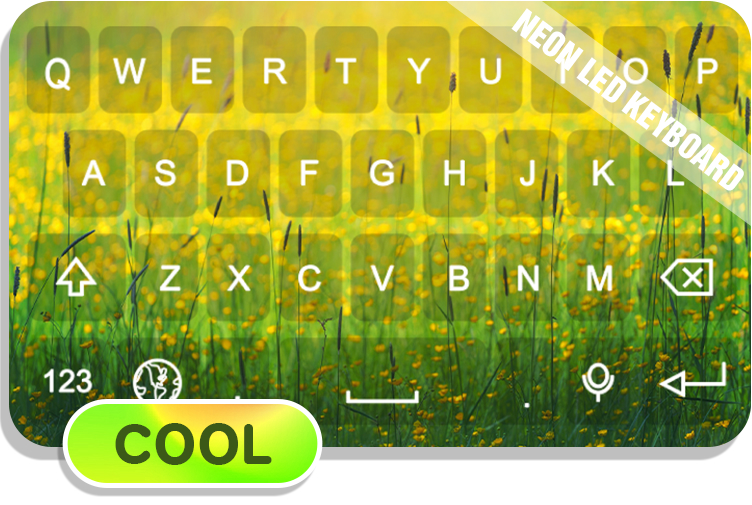 Q W E R T Y U I O P
NEON LED KEYBOARD
A S D F G H J K L
Z X C V B N M
123 , .
COOL